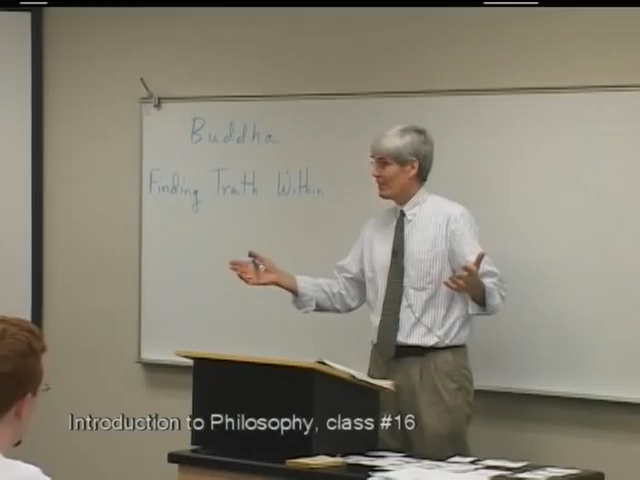 Buddha
Finding Truth Within
Introduction to Philosophy, class #16